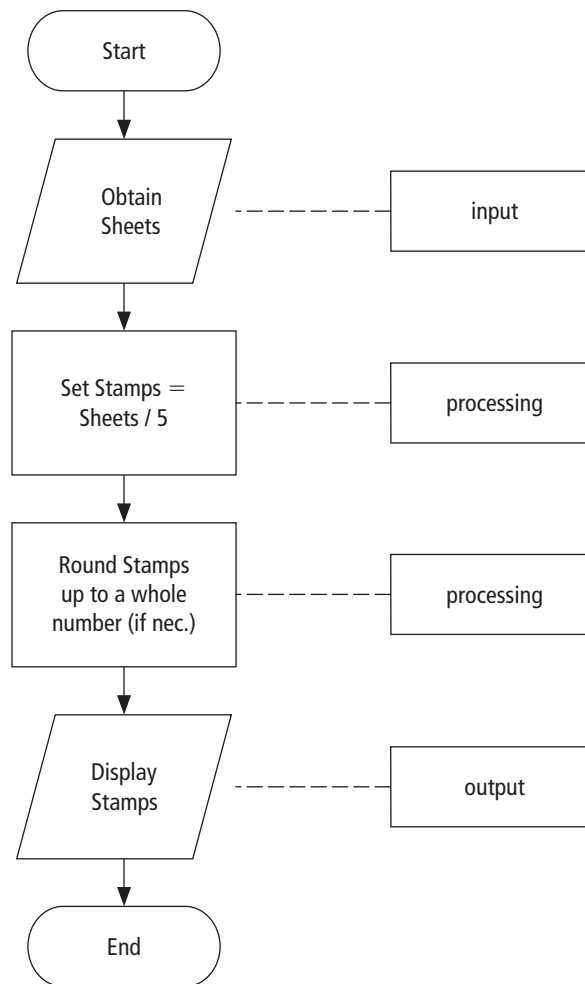 Start
Obtain
Sheets
input
Set Stamps =
Sheets / 5
processing
Round Stamps
up to a whole
number (if nec.)
processing
Display
Stamps
output
End